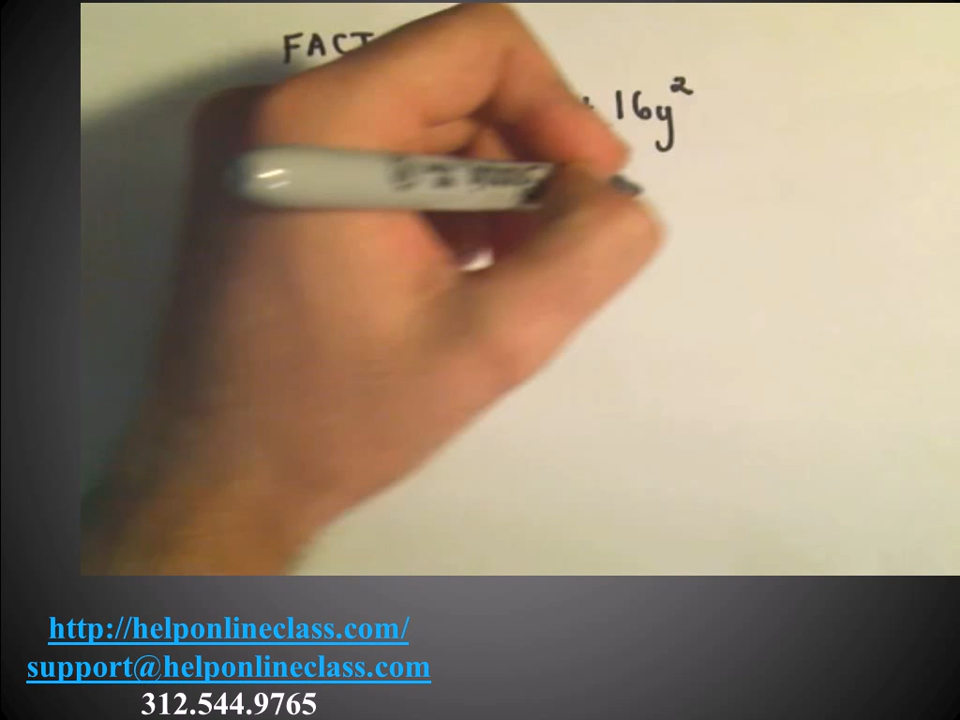 FACT
+ 16y²
http://helponlineclass.com/
support@helponlineclass.com
312.544.9765